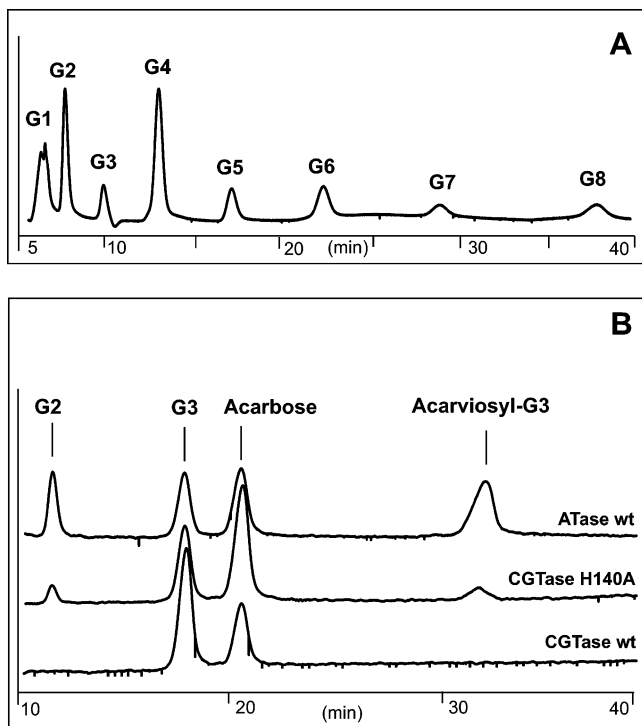 A
G1
G2
G3
G4
G5
G6
G7
G8
5 10 20 (min) 30 40
B
G2 G3 Acarbose Acarviosyl-G3
ATase wt
CGTase H140A
CGTase wt
10 20 (min) 30 40